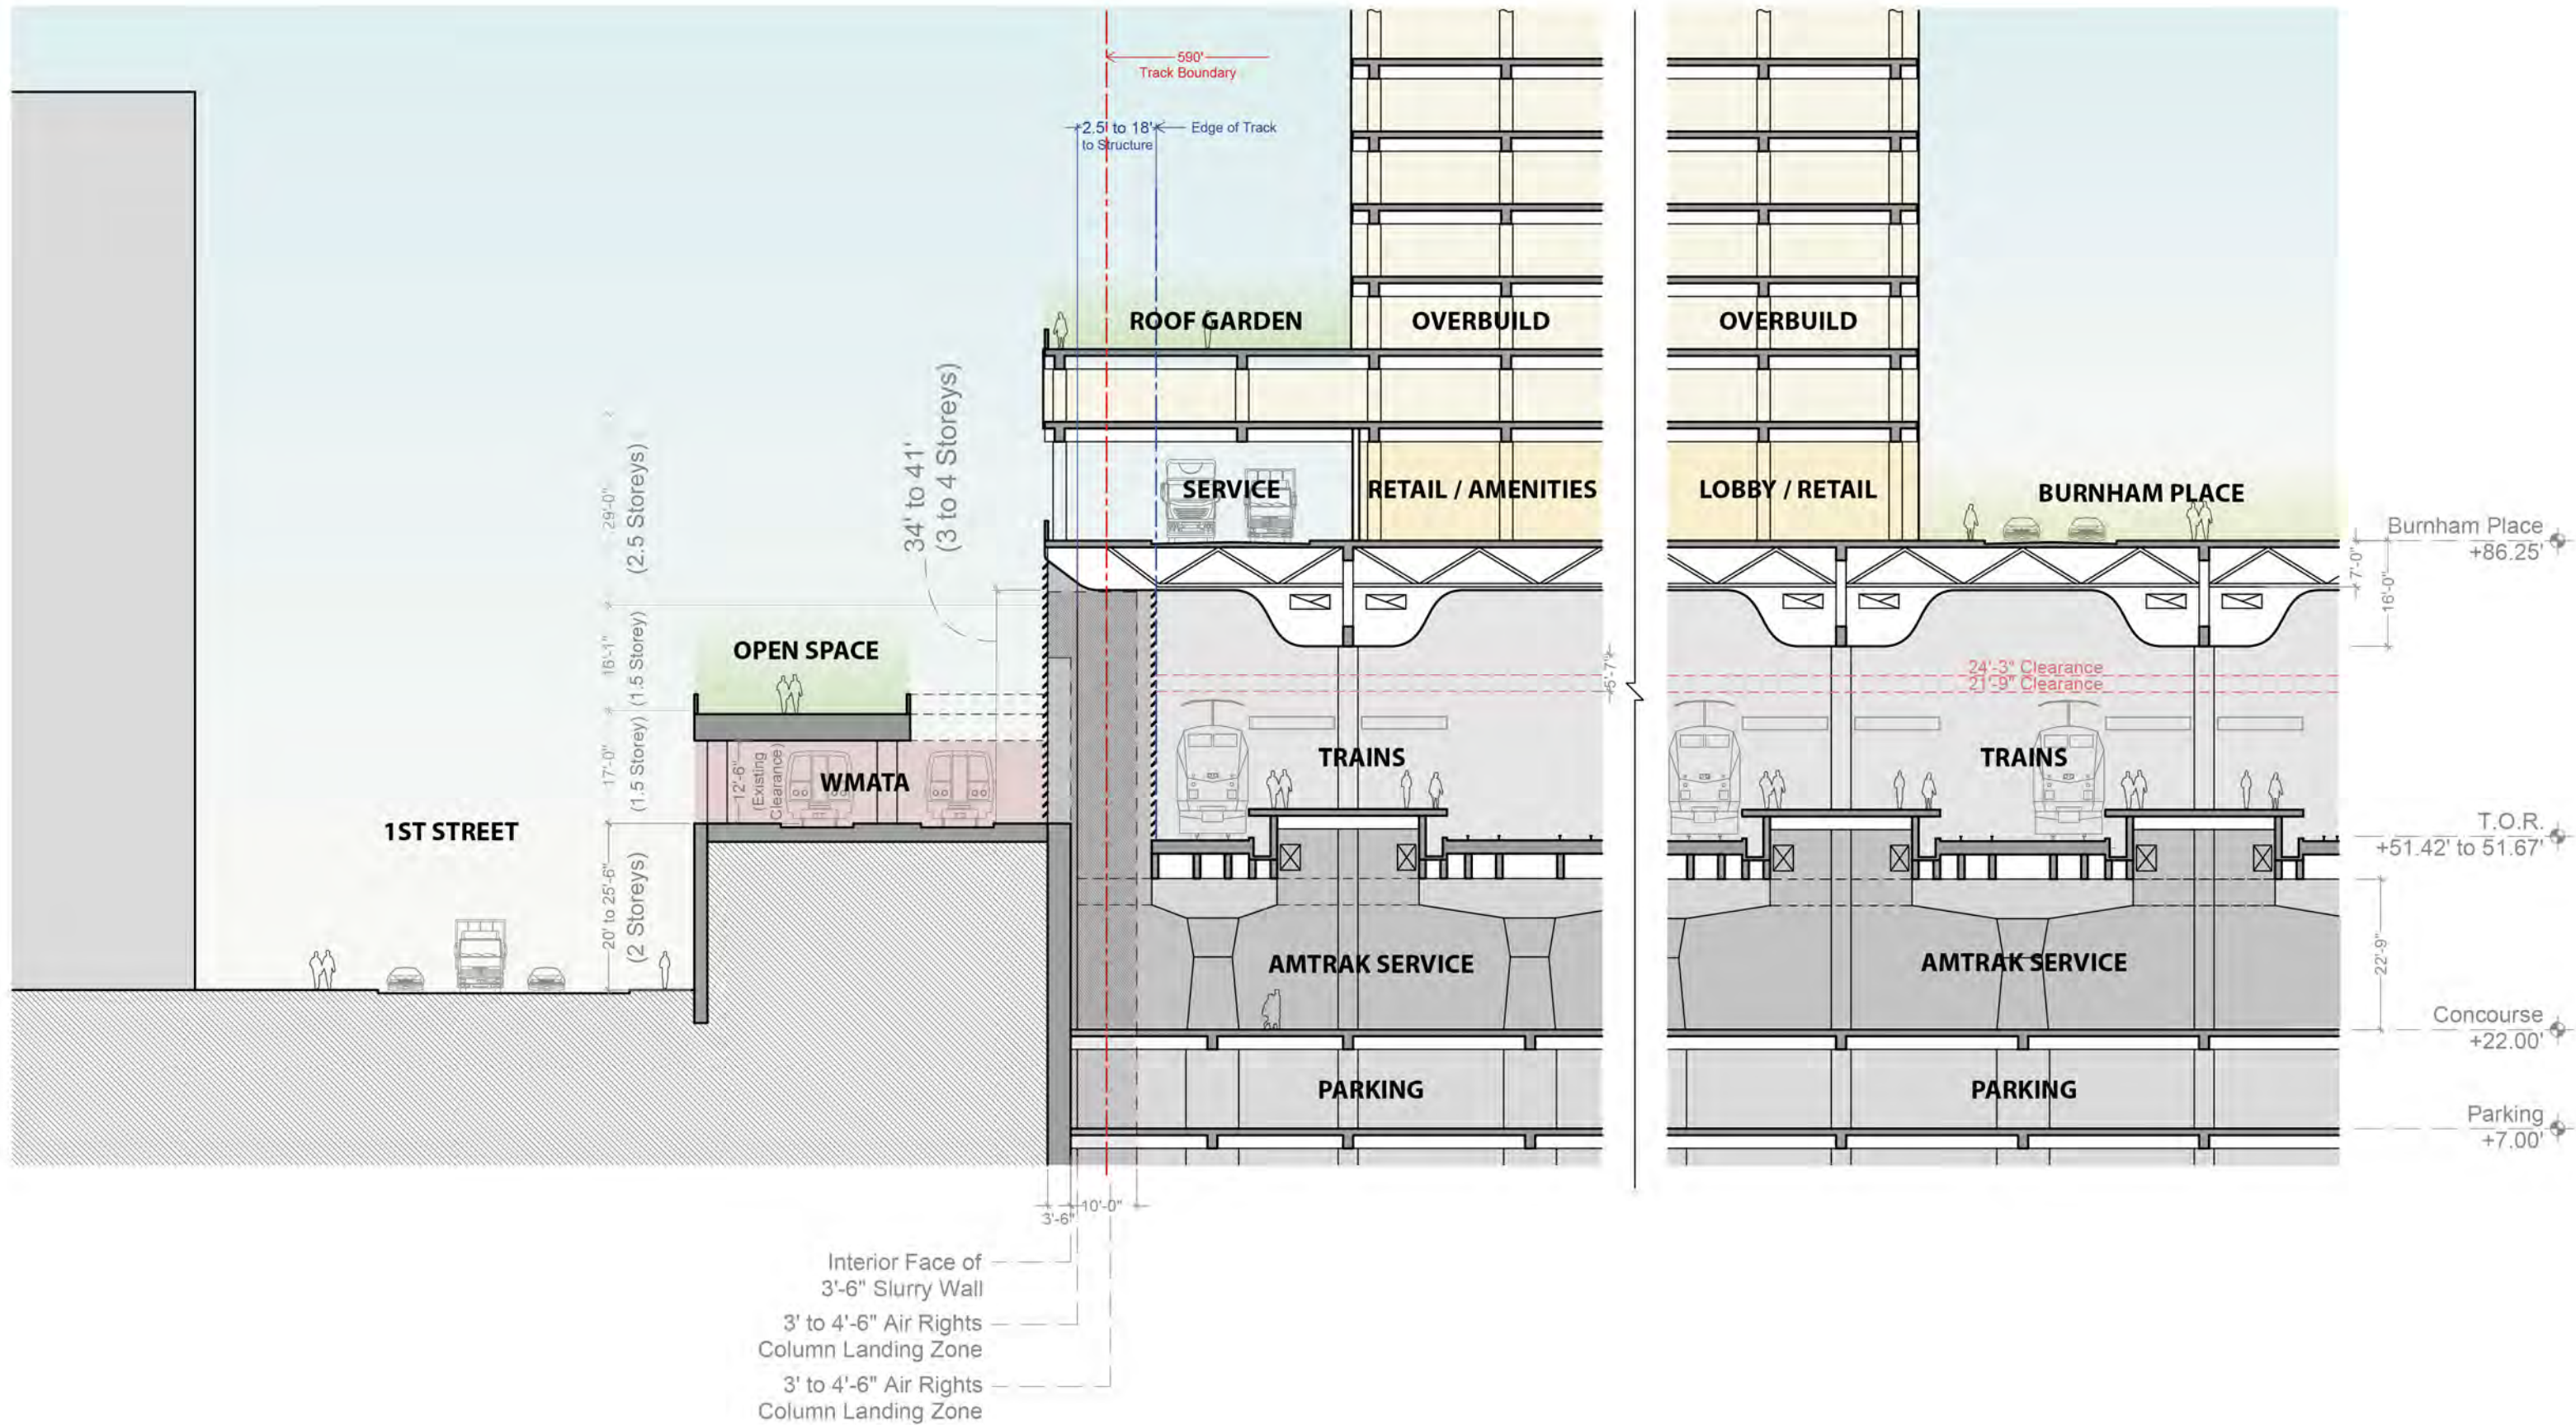 590'
Track Boundary
2.5' to 18'
to Structure
Edge of Track
ROOF GARDEN
OVERBUILD
OVERBUILD
34' to 41'
(3 to 4 Storeys)
29'-0"
(2.5 Storeys)
SERVICE
RETAIL / AMENITIES
LOBBY / RETAIL
BURNHAM PLACE
Burnham Place
+86.25'
7'-0"
16'-0"
16'-1"
(1.5 Storey)
OPEN SPACE
5'-7"
24'-3" Clearance
21'-9" Clearance
17'-0"
(1.5 Storey)
12'-6"
(Existing
Clearance)
WMATA
TRAINS
TRAINS
1ST STREET
T.O.R.
+51.42' to 51.67'
20' to 25'-6"
(2 Storeys)
AMTRAK SERVICE
AMTRAK SERVICE
22'-9"
Concourse
+22.00'
PARKING
PARKING
Parking
+7.00'
3'-6"
10'-0"
Interior Face of
3'-6" Slurry Wall
3' to 4'-6" Air Rights
Column Landing Zone
3' to 4'-6" Air Rights
Column Landing Zone